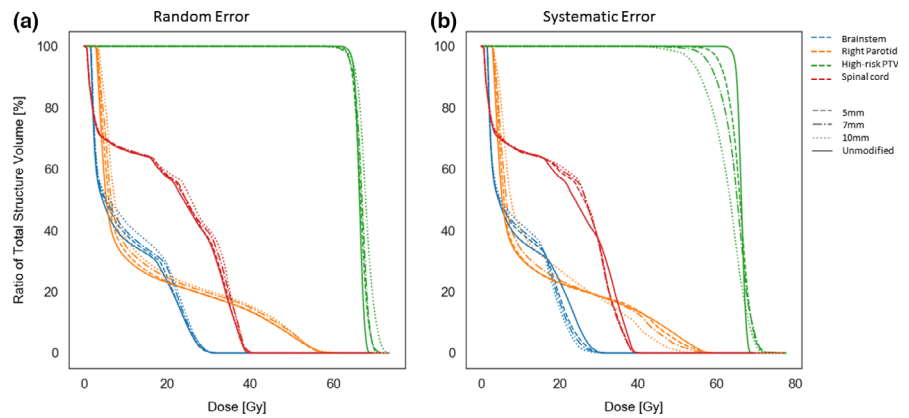 (a) Random Error
(b) Systematic Error
Ratio of Total Structure Volume [%]
100
80
60
40
20
0
0 20 40 60
Dose [Gy]
100
80
60
40
20
0
0 20 40 60 80
Dose [Gy]
Brainstem
Right Parotid
High-risk PTV
Spinal cord
5mm
7mm
10mm
Unmodified